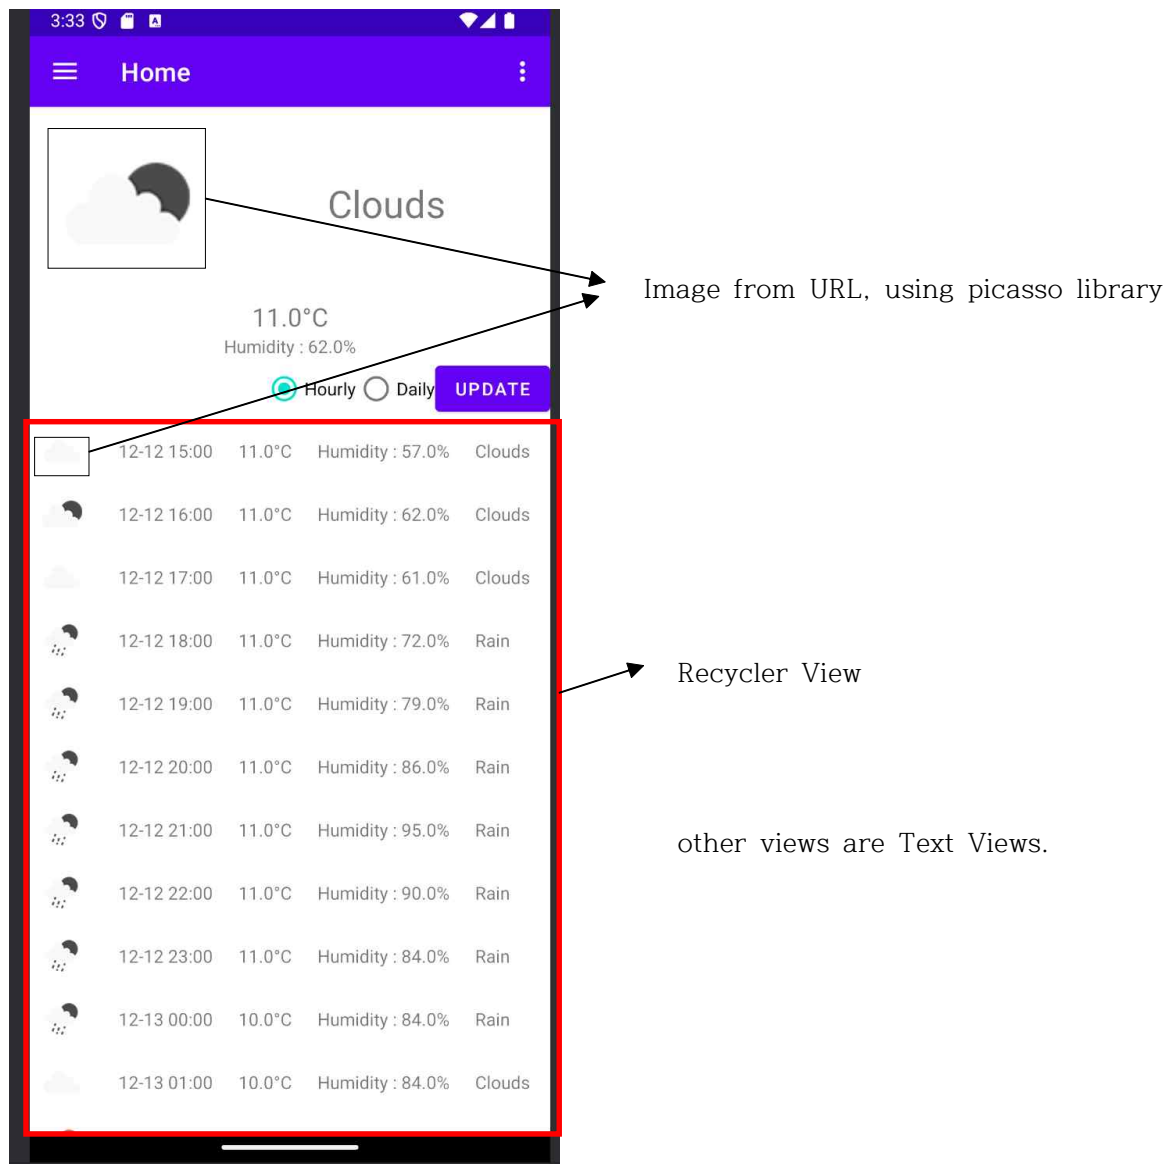 3:33
Home
Clouds
Image from URL, using picasso library
11.0°C
Humidity : 62.0%
Hourly Daily UPDATE
12-12 15:00 11.0°C Humidity : 57.0% Clouds
12-12 16:00 11.0°C Humidity : 62.0% Clouds
12-12 17:00 11.0°C Humidity : 61.0% Clouds
12-12 18:00 11.0°C Humidity : 72.0% Rain
Recycler View
12-12 19:00 11.0°C Humidity : 79.0% Rain
12-12 20:00 11.0°C Humidity : 86.0% Rain
12-12 21:00 11.0°C Humidity : 95.0% Rain
other views are Text Views.
12-12 22:00 11.0°C Humidity : 90.0% Rain
12-12 23:00 11.0°C Humidity : 84.0% Rain
12-13 00:00 10.0°C Humidity : 84.0% Rain
12-13 01:00 10.0°C Humidity : 84.0% Clouds